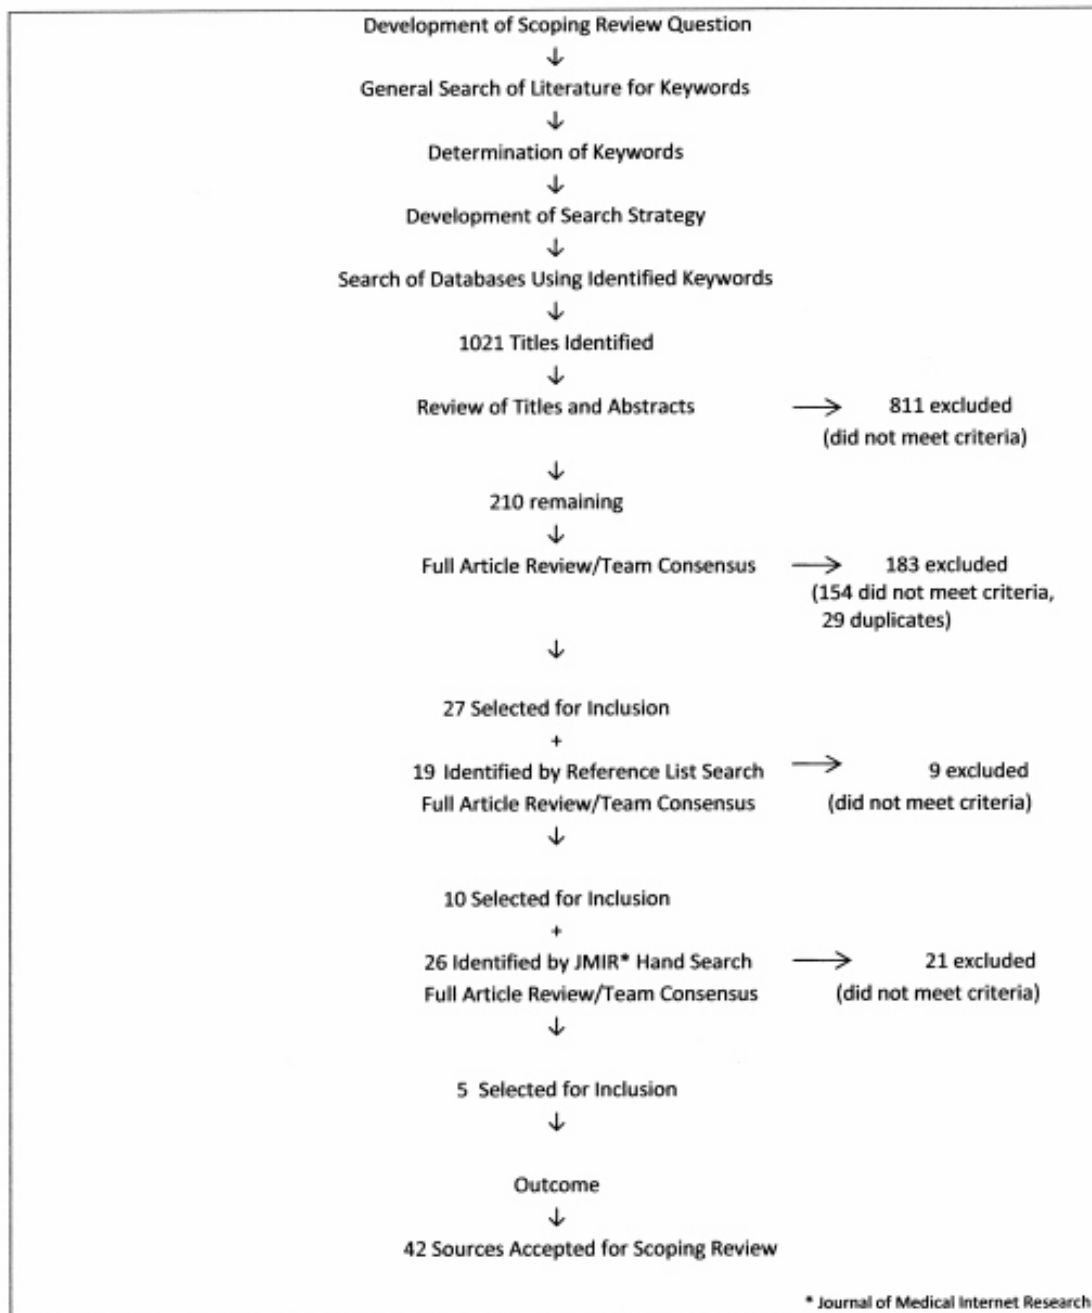 Development of Scoping Review Question
↓
General Search of Literature for Keywords
↓
Determination of Keywords
↓
Development of Search Strategy
↓
Search of Databases Using Identified Keywords
↓
1021 Titles Identified
↓
Review of Titles and Abstracts → 811 excluded
(did not meet criteria)
↓
210 remaining
↓
Full Article Review/Team Consensus → 183 excluded
(154 did not meet criteria,
29 duplicates)
↓
27 Selected for Inclusion
+
19 Identified by Reference List Search → 9 excluded
Full Article Review/Team Consensus (did not meet criteria)
↓
10 Selected for Inclusion
+
26 Identified by JMIR* Hand Search → 21 excluded
Full Article Review/Team Consensus (did not meet criteria)
↓
5 Selected for Inclusion
↓
Outcome
↓
42 Sources Accepted for Scoping Review
* Journal of Medical Internet Research